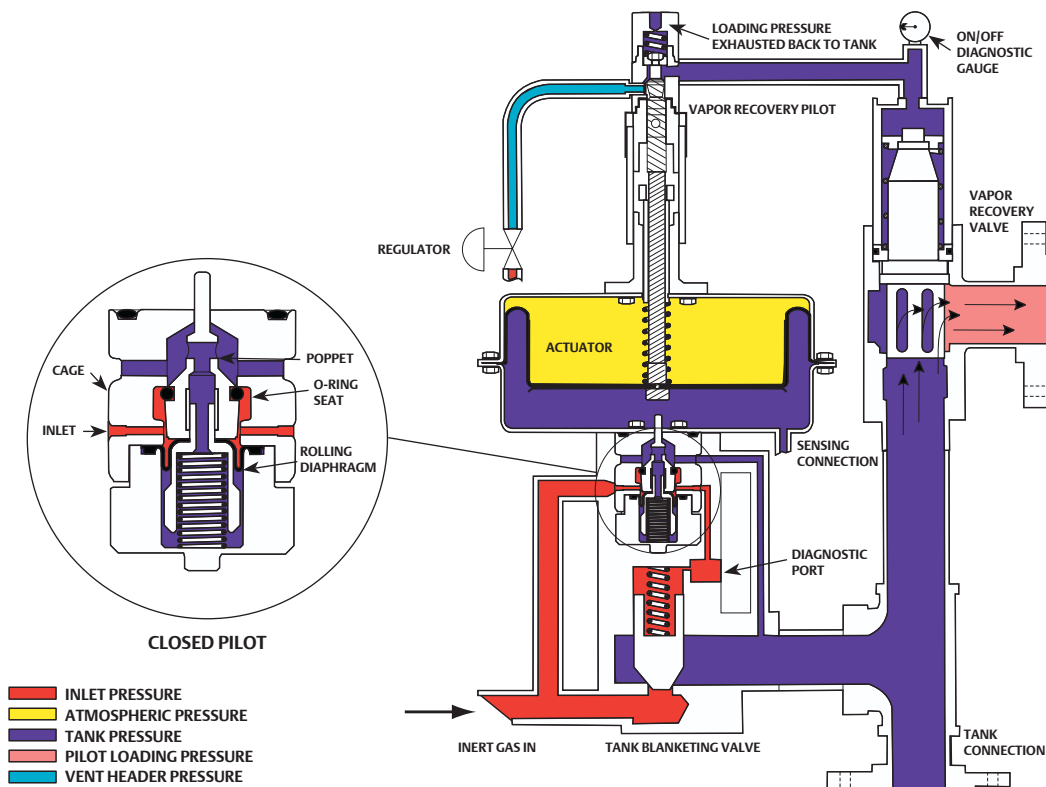 LOADING PRESSURE
EXHAUSTED BACK TO TANK
ON/OFF
DIAGNOSTIC
GAUGE
VAPOR RECOVERY PILOT
VAPOR
RECOVERY
VALVE
REGULATOR
ACTUATOR
POPPET
CAGE
O-RING
SEAT
INLET
ROLLING
DIAPHRAGM
SENSING
CONNECTION
DIAGNOSTIC
PORT
CLOSED PILOT
INLET PRESSURE
ATMOSPHERIC PRESSURE
TANK PRESSURE
PILOT LOADING PRESSURE
VENT HEADER PRESSURE
INERT GAS IN
TANK BLANKETING VALVE
TANK
CONNECTION